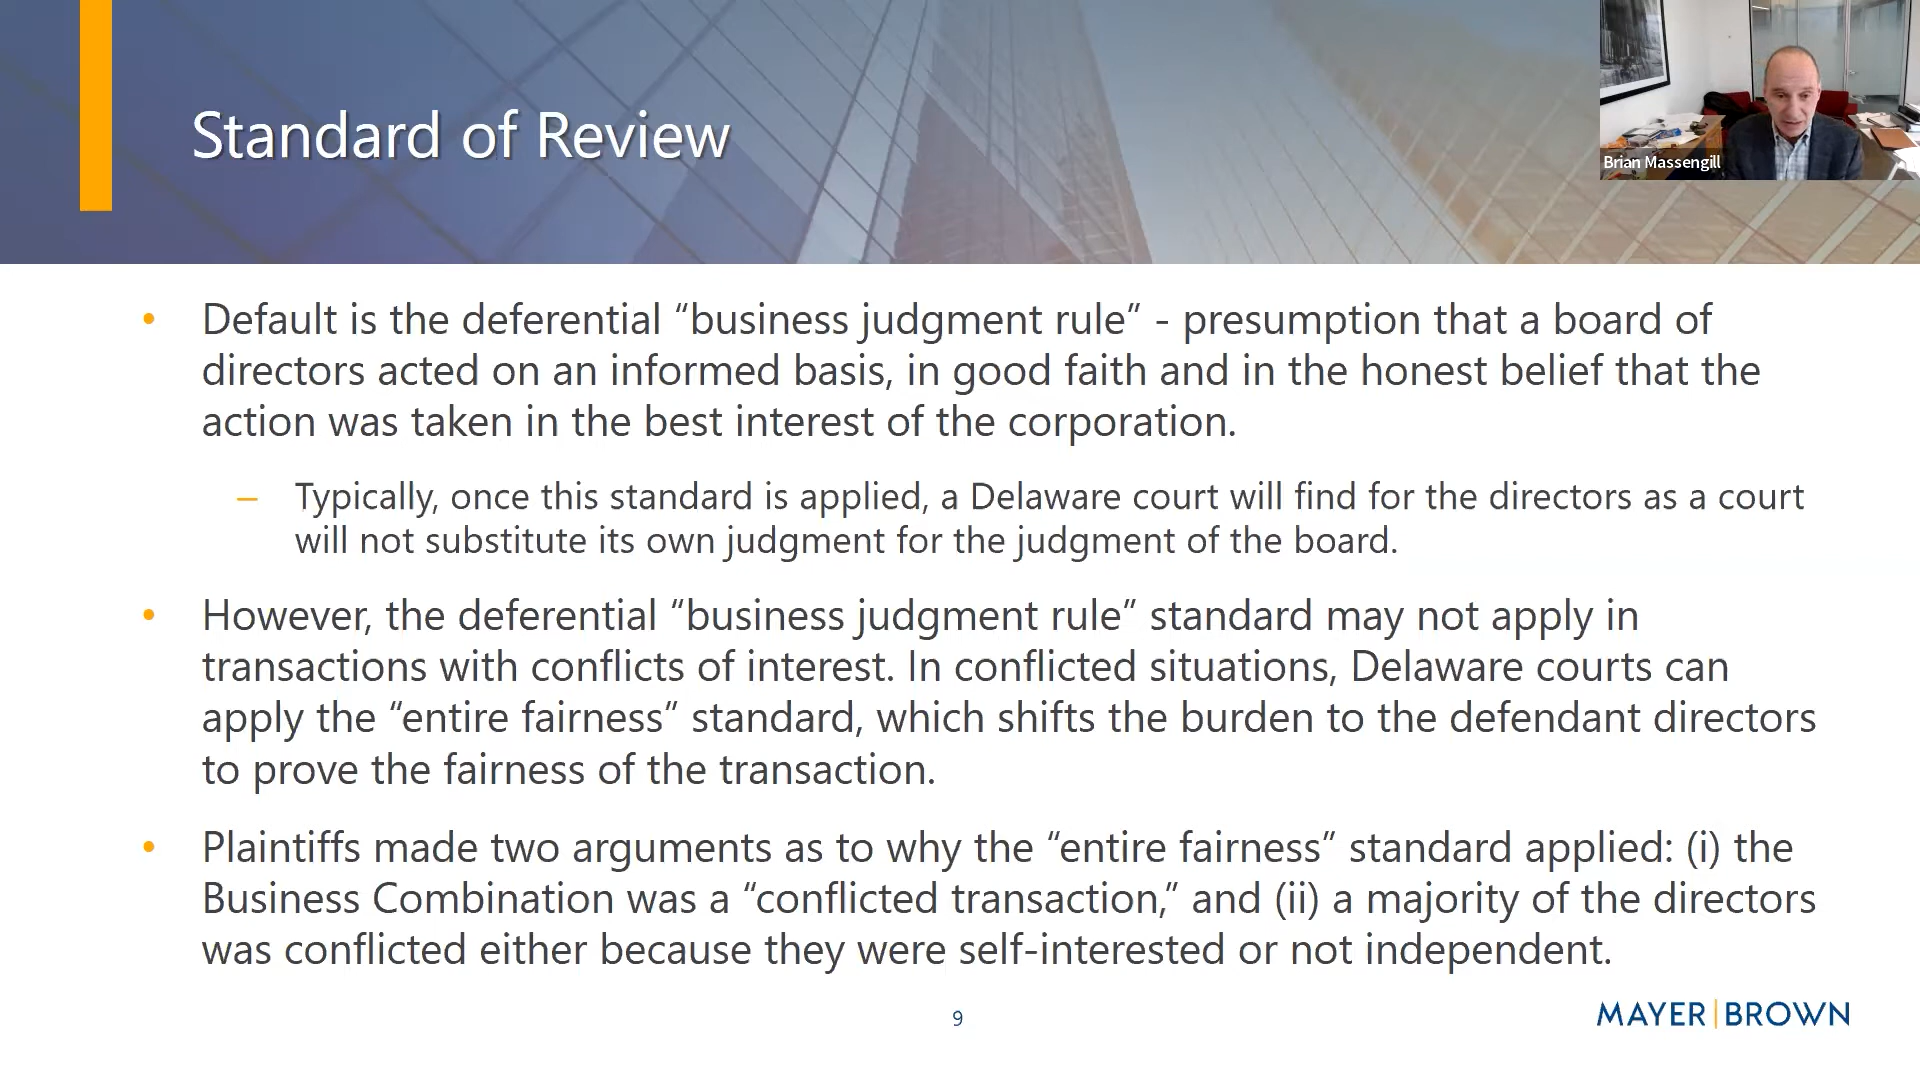 Standard of Review
Brian Massengill
• Default is the deferential “business judgment rule” - presumption that a board of
directors acted on an informed basis, in good faith and in the honest belief that the
action was taken in the best interest of the corporation.
– Typically, once this standard is applied, a Delaware court will find for the directors as a court
will not substitute its own judgment for the judgment of the board.
• However, the deferential “business judgment rule” standard may not apply in
transactions with conflicts of interest. In conflicted situations, Delaware courts can
apply the “entire fairness” standard, which shifts the burden to the defendant directors
to prove the fairness of the transaction.
• Plaintiffs made two arguments as to why the “entire fairness” standard applied: (i) the
Business Combination was a “conflicted transaction,” and (ii) a majority of the directors
was conflicted either because they were self-interested or not independent.
9
MAYER | BROWN